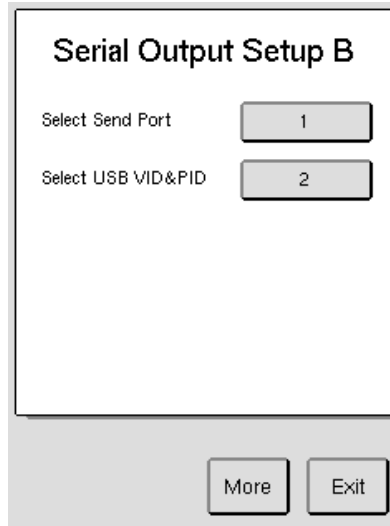 Serial Output Setup B
Select Send Port 1
Select USB VID&PID 2
More Exit